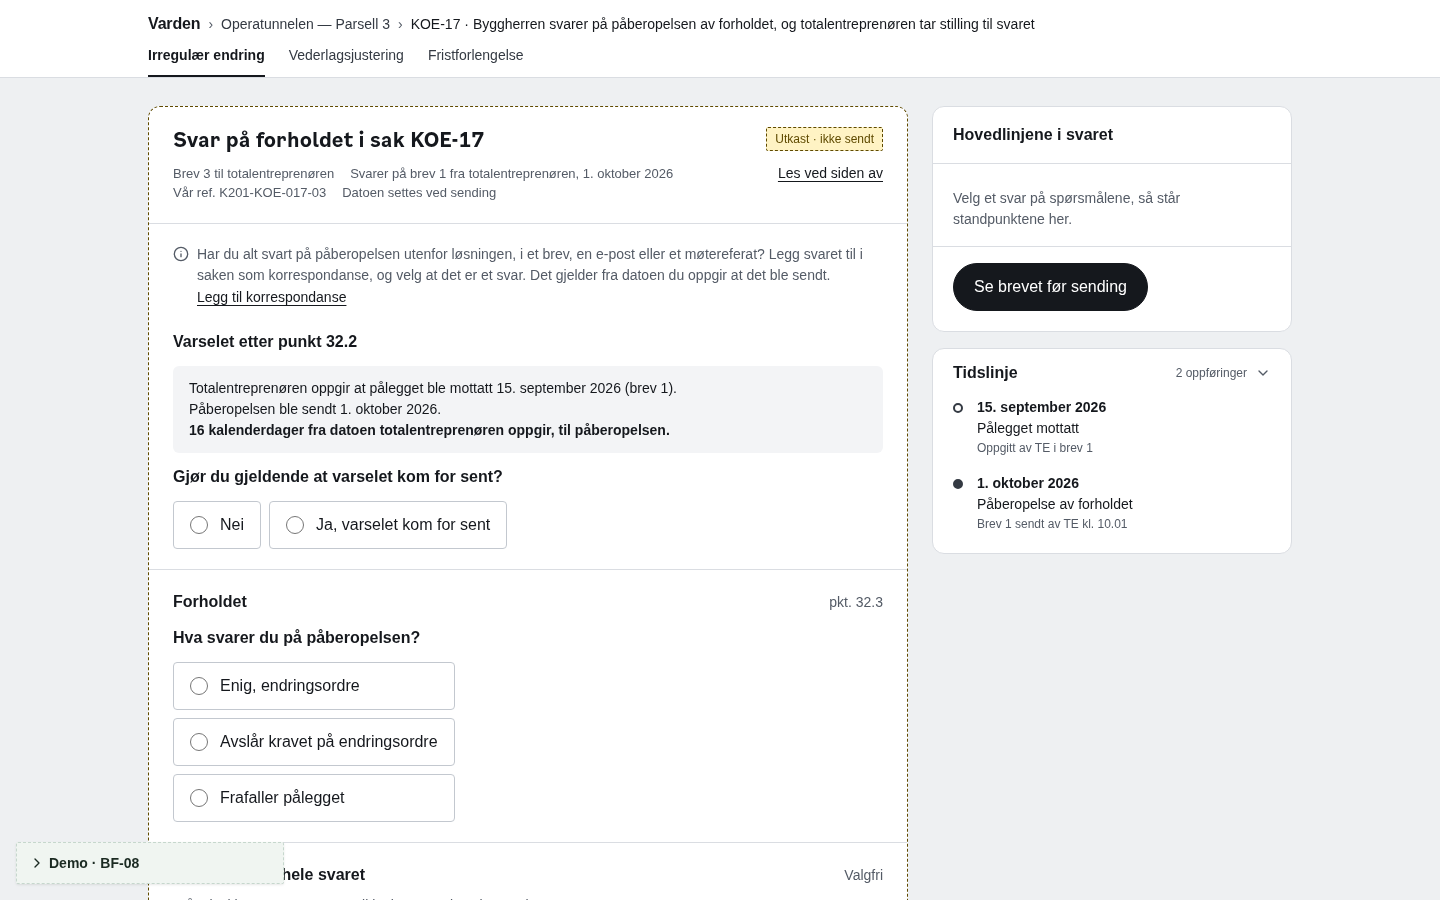 Varden › Operatunnelen — Parsell 3 › KOE-17 · Byggherren svarer på påberopelsen av forholdet, og totalentreprenøren tar stilling til svaret
Irregulær endring Vederlagsjustering Fristforlengelse
Svar på forholdet i sak KOE-17
Utkast · ikke sendt
Brev 3 til totalentreprenøren Svarer på brev 1 fra totalentreprenøren, 1. oktober 2026
Les ved siden av
Vår ref. K201-KOE-017-03 Datoen settes ved sending
Har du alt svart på påberopelsen utenfor løsningen, i et brev, en e-post eller et møtereferat? Legg svaret til i
saken som korrespondanse, og velg at det er et svar. Det gjelder fra datoen du oppgir at det ble sendt.
Legg til korrespondanse
Varselet etter punkt 32.2
Totalentreprenøren oppgir at pålegget ble mottatt 15. september 2026 (brev 1).
Påberopelsen ble sendt 1. oktober 2026.
16 kalenderdager fra datoen totalentreprenøren oppgir, til påberopelsen.
Gjør du gjeldende at varselet kom for sent?
Nei
Ja, varselet kom for sent
Forholdet
pkt. 32.3
Hva svarer du på påberopelsen?
Enig, endringsordre
Avslår kravet på endringsordre
Frafaller pålegget
hele svaret
Valgfri
Demo · BF-08
Hovedlinjene i svaret
Velg et svar på spørsmålene, så står
standpunktene her.
Se brevet før sending
Tidslinje
2 oppføringer
15. september 2026
Pålegget mottatt
Oppgitt av TE i brev 1
1. oktober 2026
Påberopelse av forholdet
Brev 1 sendt av TE kl. 10.01